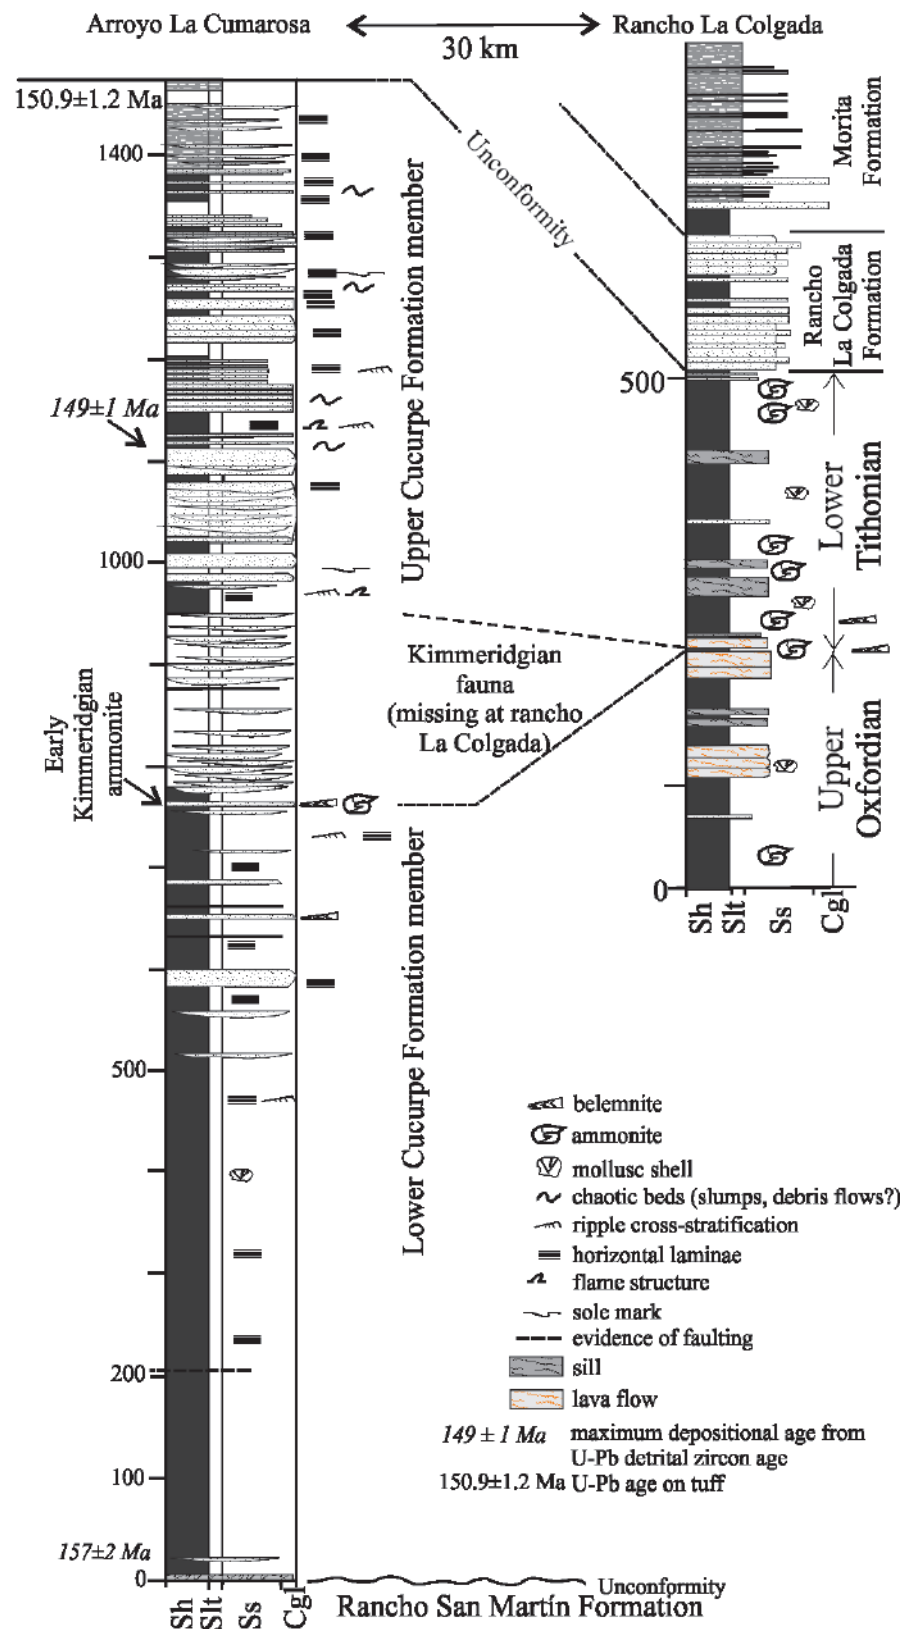 Arroyo La Cumarosa
30 km
Rancho La Colgada
150.9±1.2 Ma
1400
149±1 Ma
1000
Early
Kimmeridgian
ammonite
500
200
100
157±2 Ma
0
Sh
Slt
Ss
Cgl
Upper Cucurpe Formation member
Lower Cucurpe Formation member
Unconformity
Kimmeridgian
fauna
(missing at rancho
La Colgada)
Morita
Formation
Rancho
La Colgada
Formation
500
Lower
Tithonian
Upper
Oxfordian
0
Sh
Slt
Ss
Cgl
belemnite
ammonite
mollusc shell
chaotic beds (slumps, debris flows?)
ripple cross-stratification
horizontal laminae
flame structure
sole mark
evidence of faulting
sill
lava flow
149 ± 1 Ma maximum depositional age from
U-Pb detrital zircon age
150.9±1.2 Ma U-Pb age on tuff
Unconformity
Rancho San Martín Formation